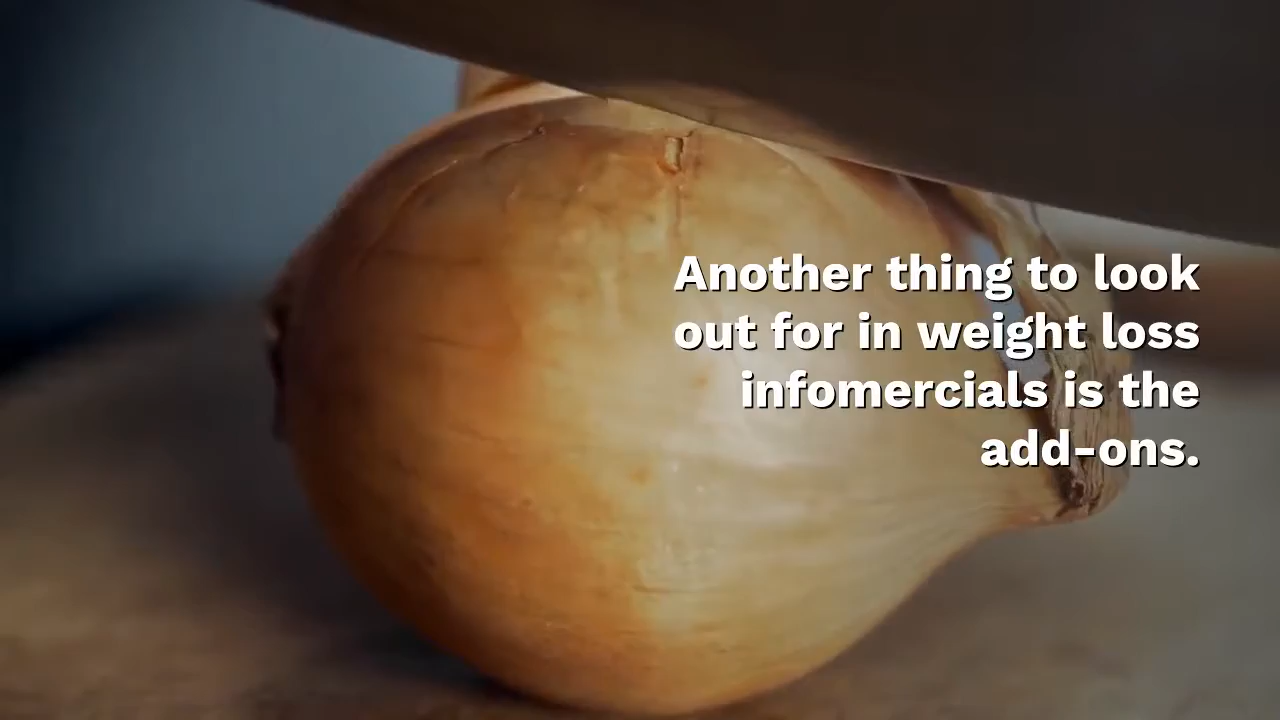 Another thing to look
out for in weight loss
infomercials is the
add-ons.